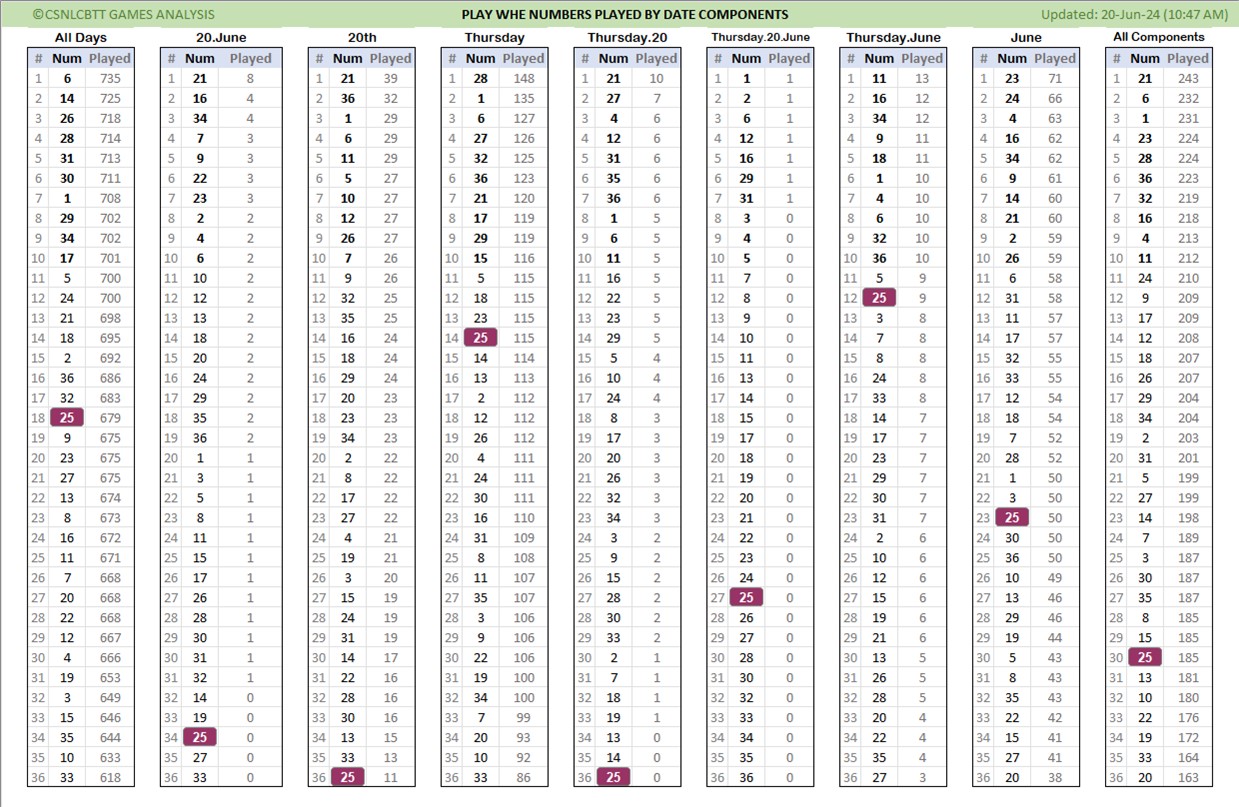 ©CSNLCBTT GAMES ANALYSIS PLAY WHE NUMBERS PLAYED BY DATE COMPONENTS Updated: 20-Jun-24 (10:47 AM)
All Days 20.June 20th Thursday Thursday.20 Thursday.20.June Thursday.June June All Components
# Num Played # Num Played # Num Played # Num Played # Num Played # Num Played # Num Played # Num Played # Num Played
1 6 735 1 21 8 1 21 39 1 28 148 1 21 10 1 1 1 1 11 13 1 23 71 1 21 243
2 14 725 2 16 4 2 36 32 2 1 135 2 27 7 2 2 1 2 16 12 2 24 66 2 6 232
3 26 718 3 34 4 3 1 29 3 6 127 3 4 6 3 6 1 3 34 12 3 4 63 3 1 231
4 28 714 4 7 3 4 6 29 4 27 126 4 12 6 4 12 1 4 9 11 4 16 62 4 23 224
5 31 713 5 9 3 5 11 29 5 32 125 5 31 6 5 16 1 5 18 11 5 34 62 5 28 224
6 30 711 6 22 3 6 5 27 6 36 123 6 35 6 6 29 1 6 1 10 6 9 61 6 36 223
7 1 708 7 23 3 7 10 27 7 21 120 7 36 6 7 31 1 7 4 10 7 14 60 7 32 219
8 29 702 8 2 2 8 12 27 8 17 119 8 1 5 8 3 0 8 6 10 8 21 60 8 16 218
9 34 702 9 4 2 9 26 27 9 29 119 9 6 5 9 4 0 9 32 10 9 2 59 9 4 213
10 17 701 10 6 2 10 7 26 10 15 116 10 11 5 10 5 0 10 36 10 10 26 59 10 11 212
11 5 700 11 10 2 11 9 26 11 5 115 11 16 5 11 7 0 11 5 9 11 6 58 11 24 210
12 24 700 12 12 2 12 32 25 12 18 115 12 22 5 12 8 0 12 25 9 12 31 58 12 9 209
13 21 698 13 13 2 13 35 25 13 23 115 13 23 5 13 9 0 13 3 8 13 11 57 13 17 209
14 18 695 14 18 2 14 16 24 14 25 115 14 29 5 14 10 0 14 7 8 14 17 57 14 12 208
15 2 692 15 20 2 15 18 24 15 14 114 15 5 4 15 11 0 15 8 8 15 32 55 15 18 207
16 36 686 16 24 2 16 29 24 16 13 113 16 10 4 16 13 0 16 24 8 16 33 55 16 26 207
17 32 683 17 29 2 17 20 23 17 2 112 17 24 4 17 14 0 17 33 8 17 12 54 17 29 204
18 25 679 18 35 2 18 23 23 18 12 112 18 8 3 18 15 0 18 14 7 18 18 54 18 34 204
19 9 675 19 36 2 19 34 23 19 26 112 19 17 3 19 17 0 19 17 7 19 7 52 19 2 203
20 23 675 20 1 1 20 2 22 20 4 111 20 20 3 20 18 0 20 23 7 20 28 52 20 31 201
21 27 675 21 3 1 21 8 22 21 24 111 21 26 3 21 19 0 21 29 7 21 1 50 21 5 199
22 13 674 22 5 1 22 17 22 22 30 111 22 32 3 22 20 0 22 30 7 22 3 50 22 27 199
23 8 673 23 8 1 23 27 22 23 16 110 23 34 3 23 21 0 23 31 7 23 25 50 23 14 198
24 16 672 24 11 1 24 4 21 24 31 109 24 3 2 24 22 0 24 2 6 24 30 50 24 7 189
25 11 671 25 15 1 25 19 21 25 8 108 25 9 2 25 23 0 25 10 6 25 36 50 25 3 187
26 7 668 26 17 1 26 3 20 26 11 107 26 15 2 26 24 0 26 12 6 26 10 49 26 30 187
27 20 668 27 26 1 27 15 19 27 35 107 27 28 2 27 25 0 27 15 6 27 13 46 27 35 187
28 22 668 28 28 1 28 24 19 28 3 106 28 30 2 28 26 0 28 19 6 28 29 46 28 8 185
29 12 667 29 30 1 29 31 19 29 9 106 29 33 2 29 27 0 29 21 6 29 19 44 29 15 185
30 4 666 30 31 1 30 14 17 30 22 106 30 2 1 30 28 0 30 13 5 30 5 43 30 25 185
31 19 653 31 32 1 31 22 16 31 19 100 31 7 1 31 30 0 31 26 5 31 8 43 31 13 181
32 3 649 32 14 0 32 28 16 32 34 100 32 18 1 32 32 0 32 28 5 32 35 43 32 10 180
33 15 646 33 19 0 33 30 16 33 7 99 33 19 1 33 33 0 33 20 4 33 22 42 33 22 176
34 35 644 34 25 0 34 13 15 34 20 93 34 13 0 34 34 0 34 22 4 34 15 41 34 19 172
35 10 633 35 27 0 35 33 13 35 10 92 35 14 0 35 35 0 35 35 4 35 27 41 35 33 164
36 33 618 36 33 0 36 25 11 36 33 86 36 25 0 36 36 0 36 27 3 36 20 38 36 20 163